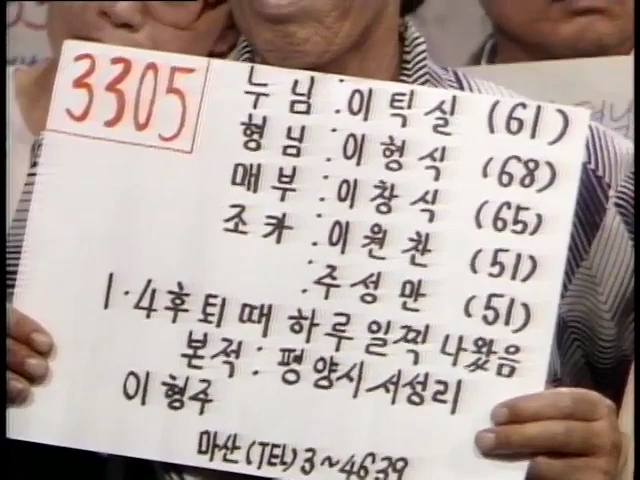 3305
누님 : 이틱실 (61)
형님 : 이형식 (68)
매부 : 이창식 (65)
조카 : 이원찬 (51)
: 주성만 (51)
1·4후퇴때 하루일찍 나왔음
본적 : 평양시 서성리
이형주
마산 (TEL) 3~4639